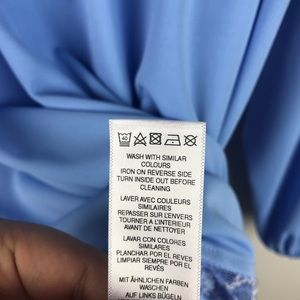 40
WASH WITH SIMILAR
COLOURS
IRON ON REVERSE SIDE
TURN INSIDE OUT BEFORE
CLEANING
LAVER AVEC COULEURS
SIMILAIRES
REPASSER SUR L'ENVERS
TOURNER A L'INTERIEUR
AVANT DE NETTOYER
LAVAR CON COLORES
SIMILARES
PLANCHAR POR EL REVES
LIMPIAR SIEMPRE POR EL
REVÉS
MIT ÄHNLICHEN FARBEN
WASCHEN
AUF LINKS BÜGELN